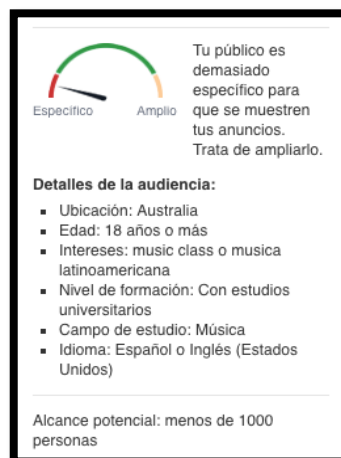 Tu público es
demasiado
específico para
que se muestren
tus anuncios.
Trata de ampliarlo.
Específico
Amplio
Detalles de la audiencia:
Ubicación: Australia
Edad: 18 años o más
Intereses: music class o musica
latinoamericana
Nivel de formación: Con estudios
universitarios
Campo de estudio: Música
Idioma: Español o Inglés (Estados
Unidos)
Alcance potencial: menos de 1000
personas